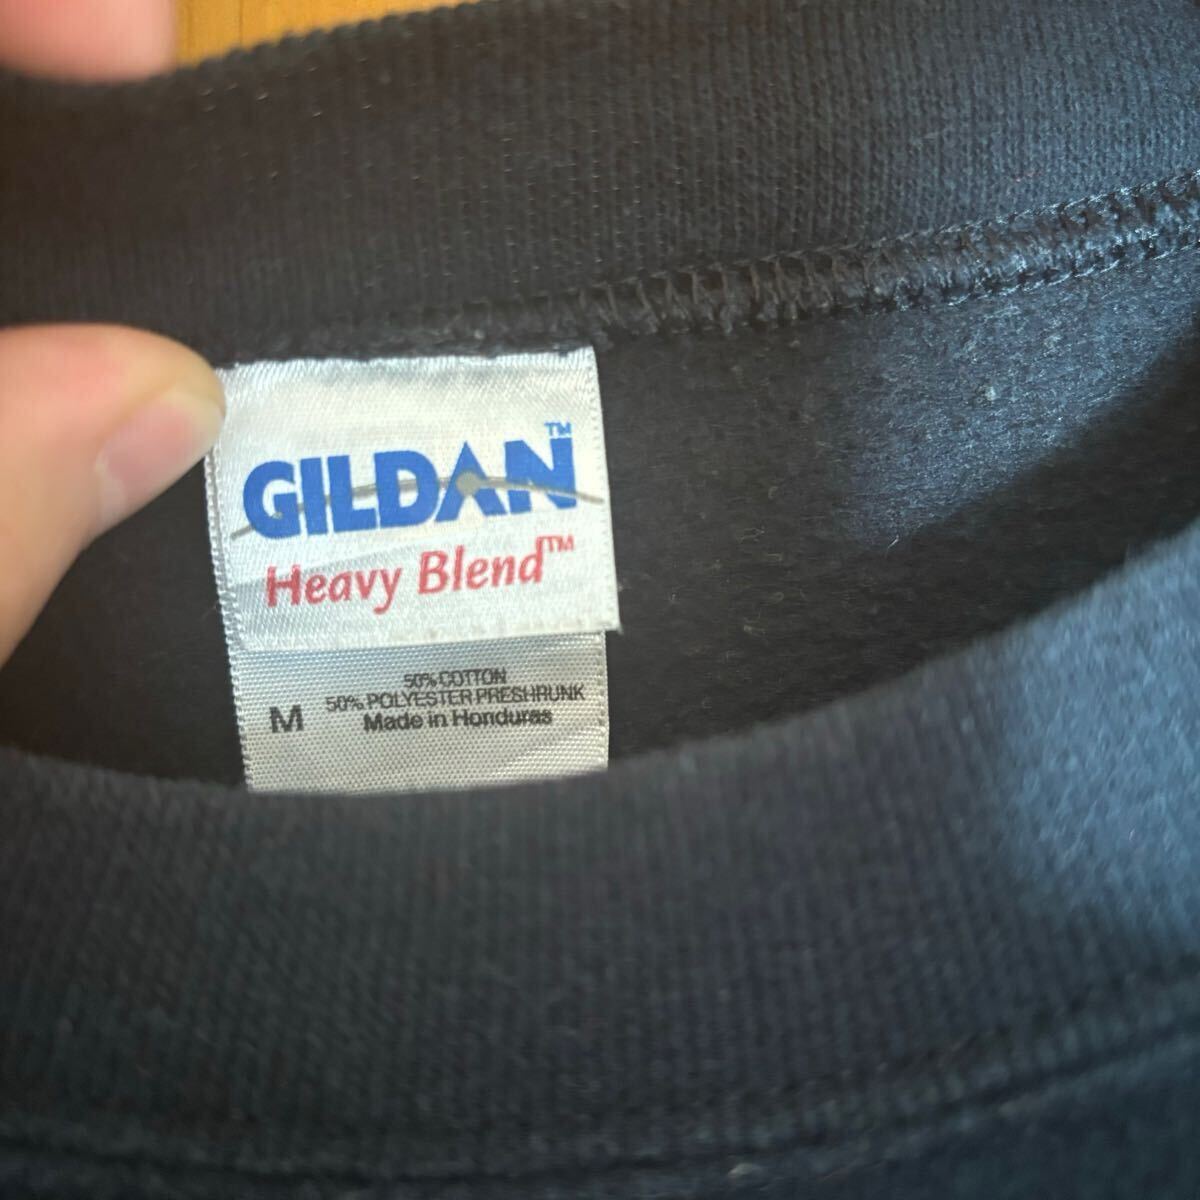 GILDAN™
Heavy Blend™
50% COTTON
50% POLYESTER PRESHRUNK
M Made in Honduras